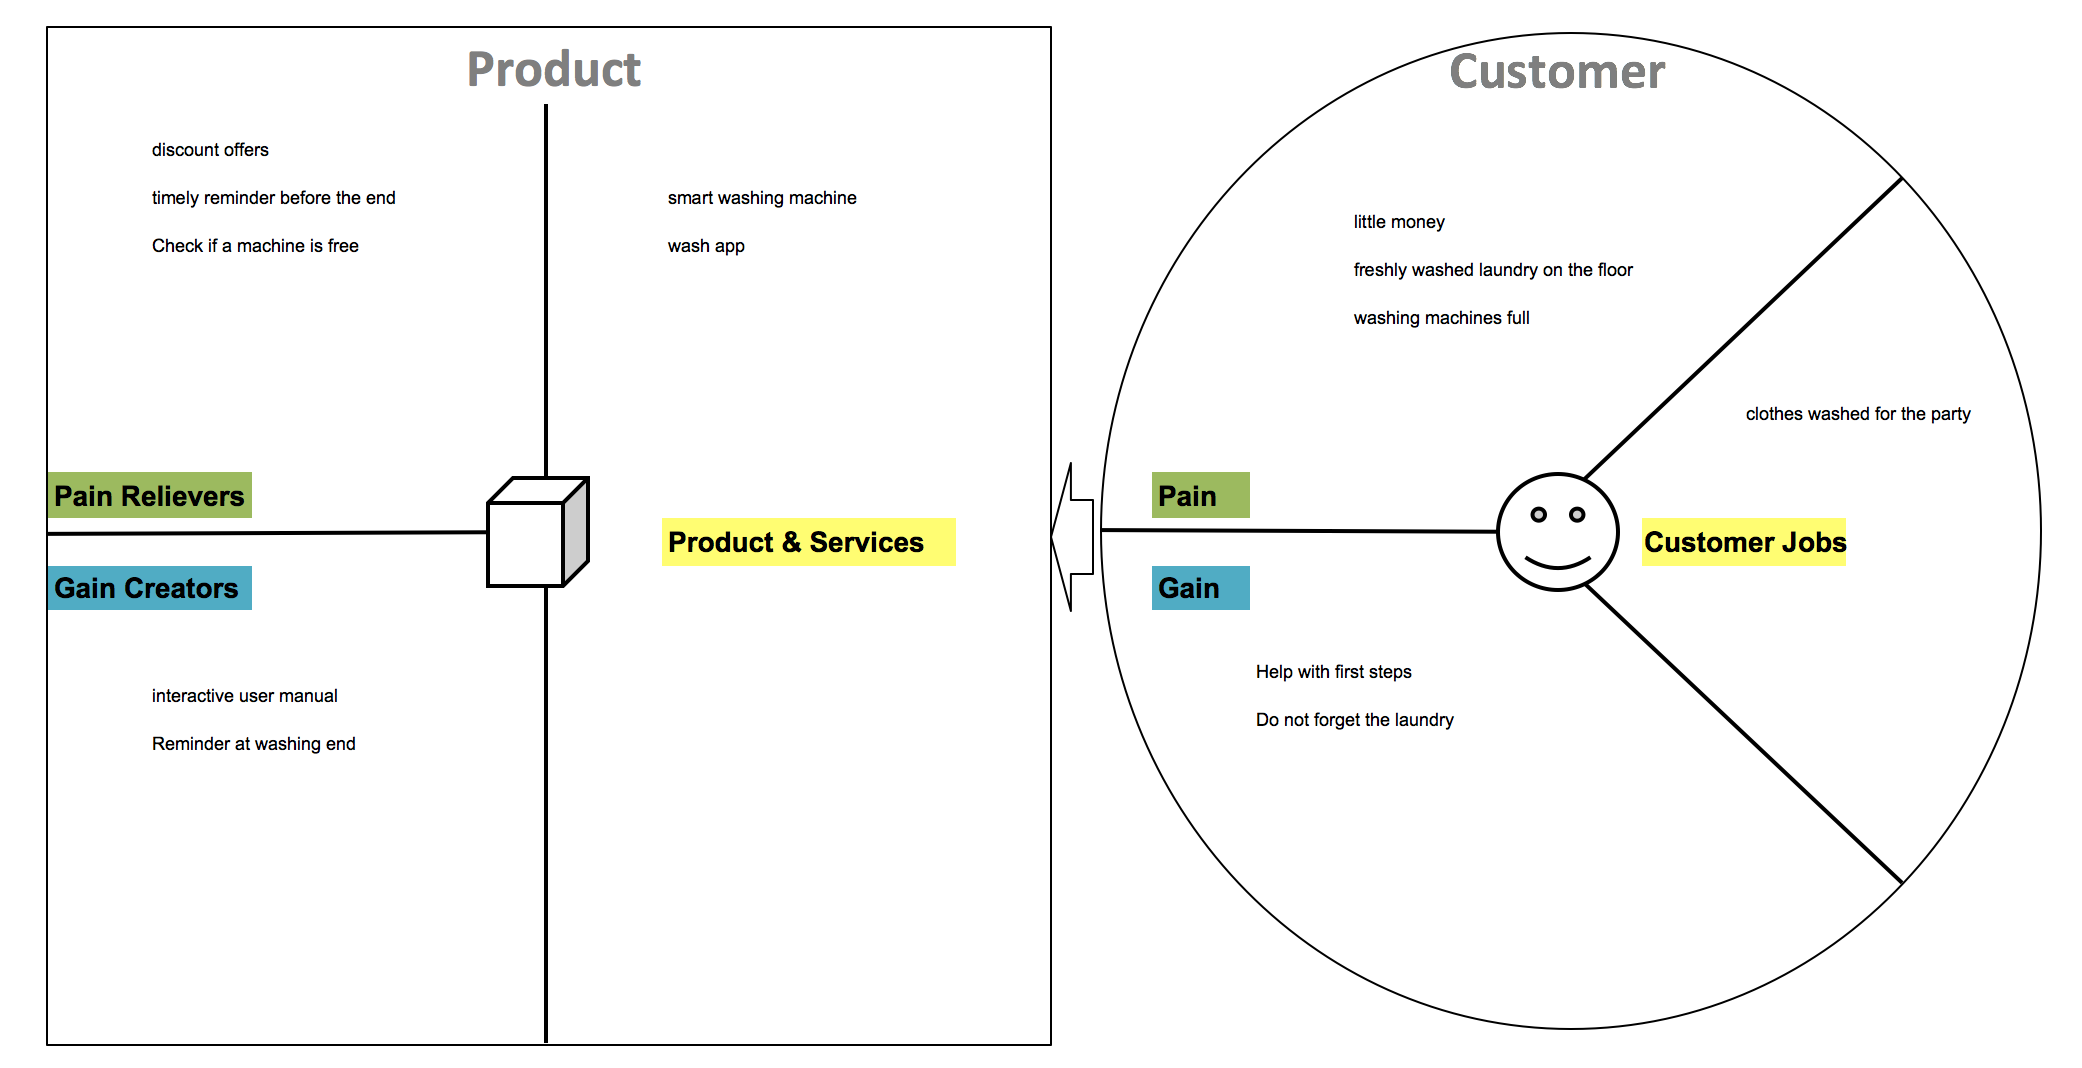 Product
discount offers
timely reminder before the end
Check if a machine is free
smart washing machine
wash app
Pain Relievers
Gain Creators
Product & Services
interactive user manual
Reminder at washing end
Customer
little money
freshly washed laundry on the floor
washing machines full
clothes washed for the party
Pain
Gain
Customer Jobs
Help with first steps
Do not forget the laundry